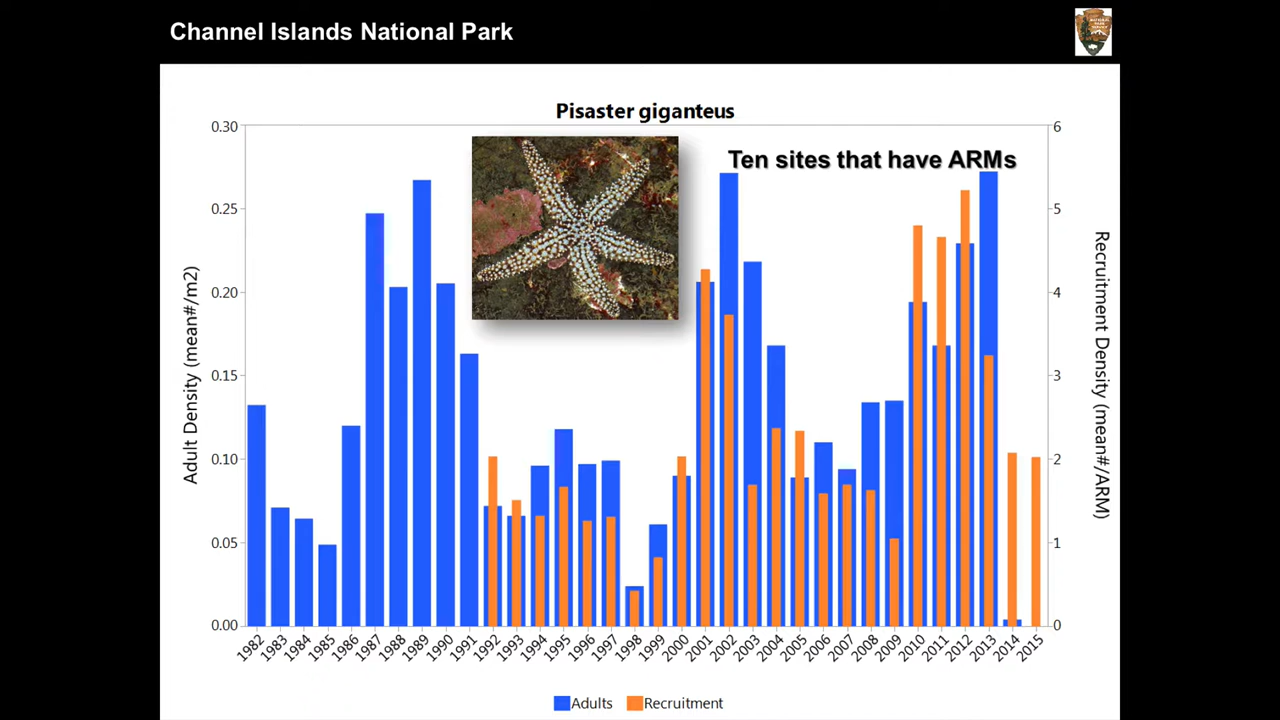 Channel Islands National Park
NATIONAL
PARK
SERVICE
Pisaster giganteus
Ten sites that have ARMs
Adult Density (mean#/m2)
0.30
0.25
0.20
0.15
0.10
0.05
0.00
6
5
4
3
2
1
0
Recruitment Density (mean#/ARM)
1982 1983 1984 1985 1986 1987 1988 1989 1990 1991 1992 1993 1994 1995 1996 1997 1998 1999 2000 2001 2002 2003 2004 2005 2006 2007 2008 2009 2010 2011 2012 2013 2014 2015
Adults Recruitment